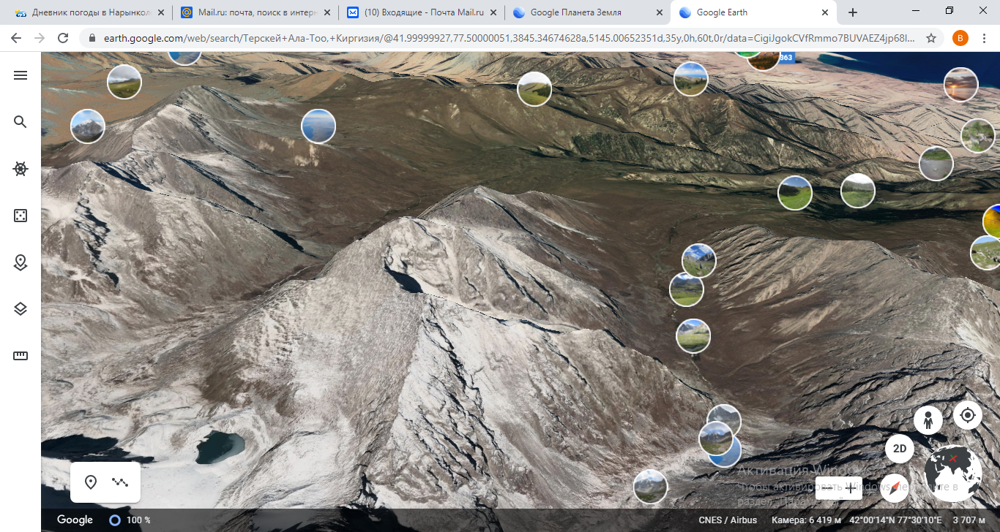 Дневник погоды в Нарынкол
Mail.ru: почта, поиск в интерн
(10) Входящие - Почта Mail.ru
Google Планета Земля
Google Earth
earth.google.com/web/search/Терскей+Ала-Тоо,+Киргизия/@41.99999927,77.50000051,3845.34674628a,5145.00652351d,35y,0h,60t,0r/data=CigiJgokCVfRmmo7BUVAEZ4jp68I...
B
363
2D
Активация Windows
Чтобы активировать Windows, перейдите в
раздел "Параметры".
Google
100 %
CNES / Airbus
Камера: 6 419 м
42°00'14"N 77°30'10"E
3 707 м